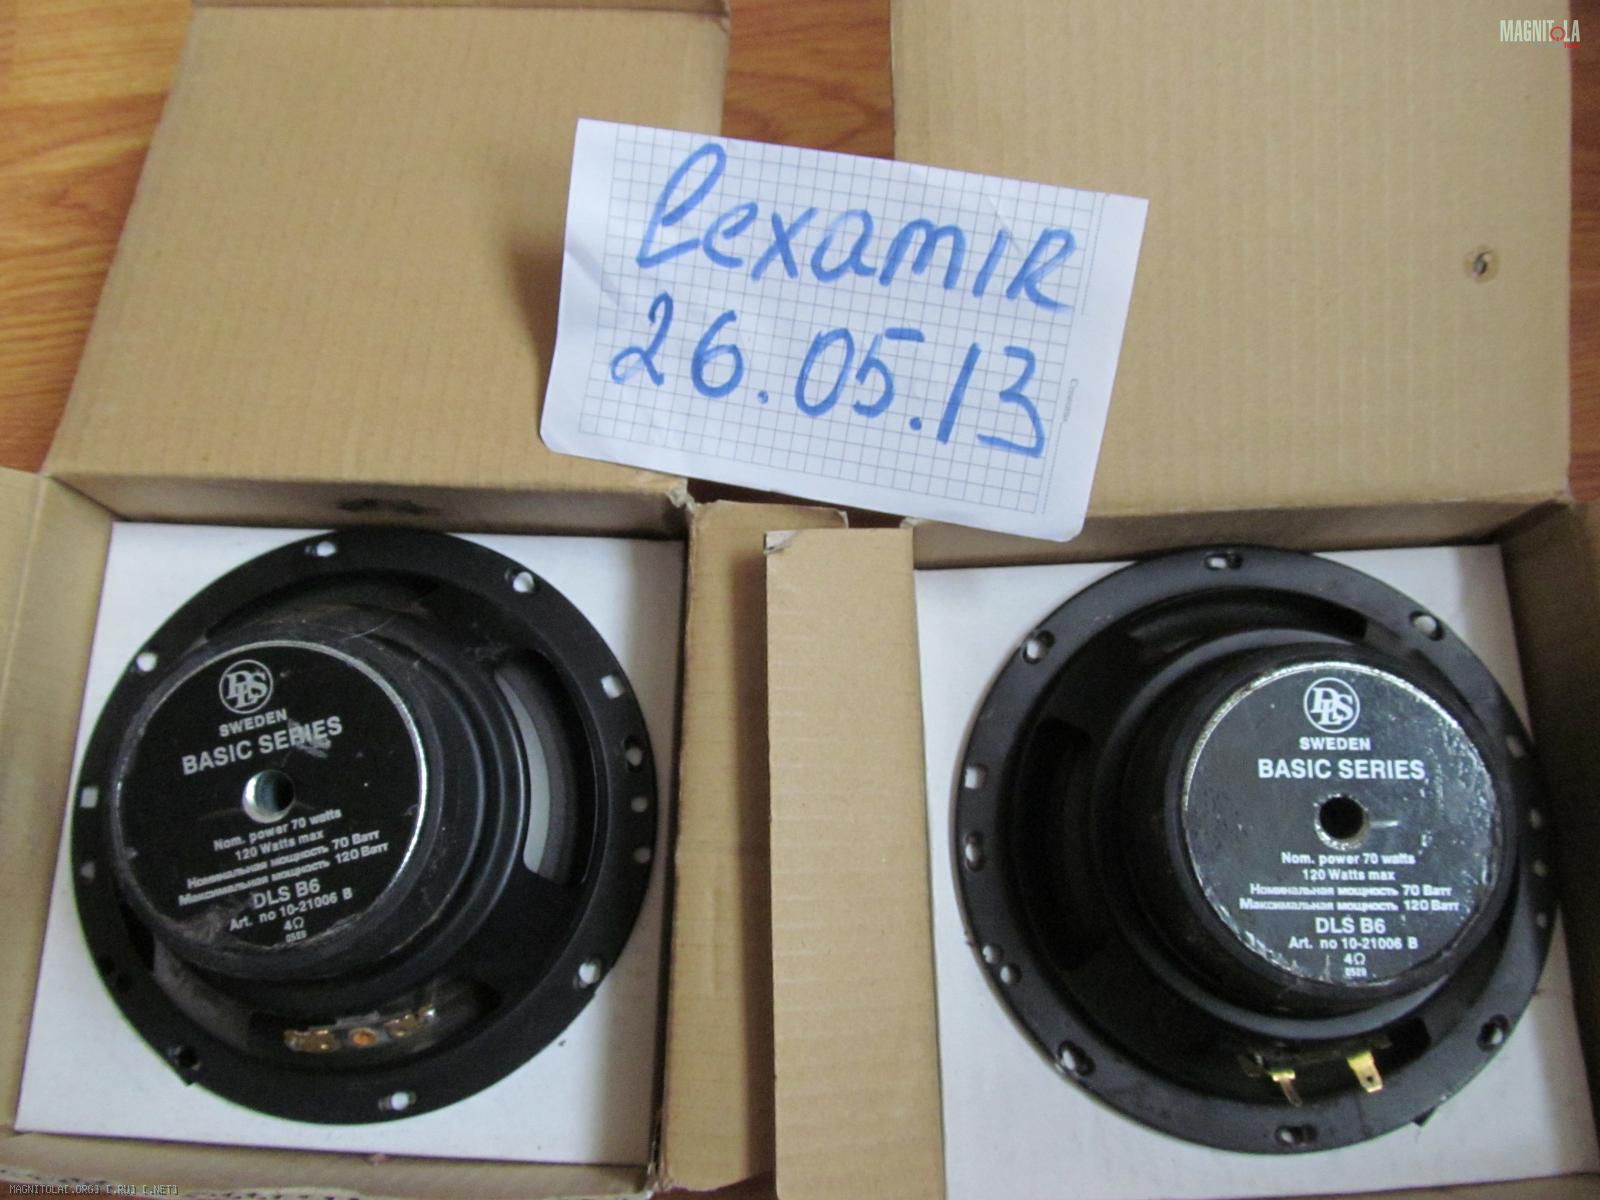 MAGNITOLA
Lexamir
26.05.13
DLS
SWEDEN
BASIC SERIES
Nom. power 70 watts
120 Watts max
Номинальная мощность 70 Ватт
Максимальная мощность 120 Ватт
DLS B6
Art. no 10-21006 B
4Ω
DLS
SWEDEN
BASIC SERIES
Nom. power 70 watts
120 Watts max
Номинальная мощность 70 Ватт
Максимальная мощность 120 Ватт
DLS B6
Art. no 10-21006 B
4Ω
MAGNITOLA[.ORG] [.RU] [.NET]